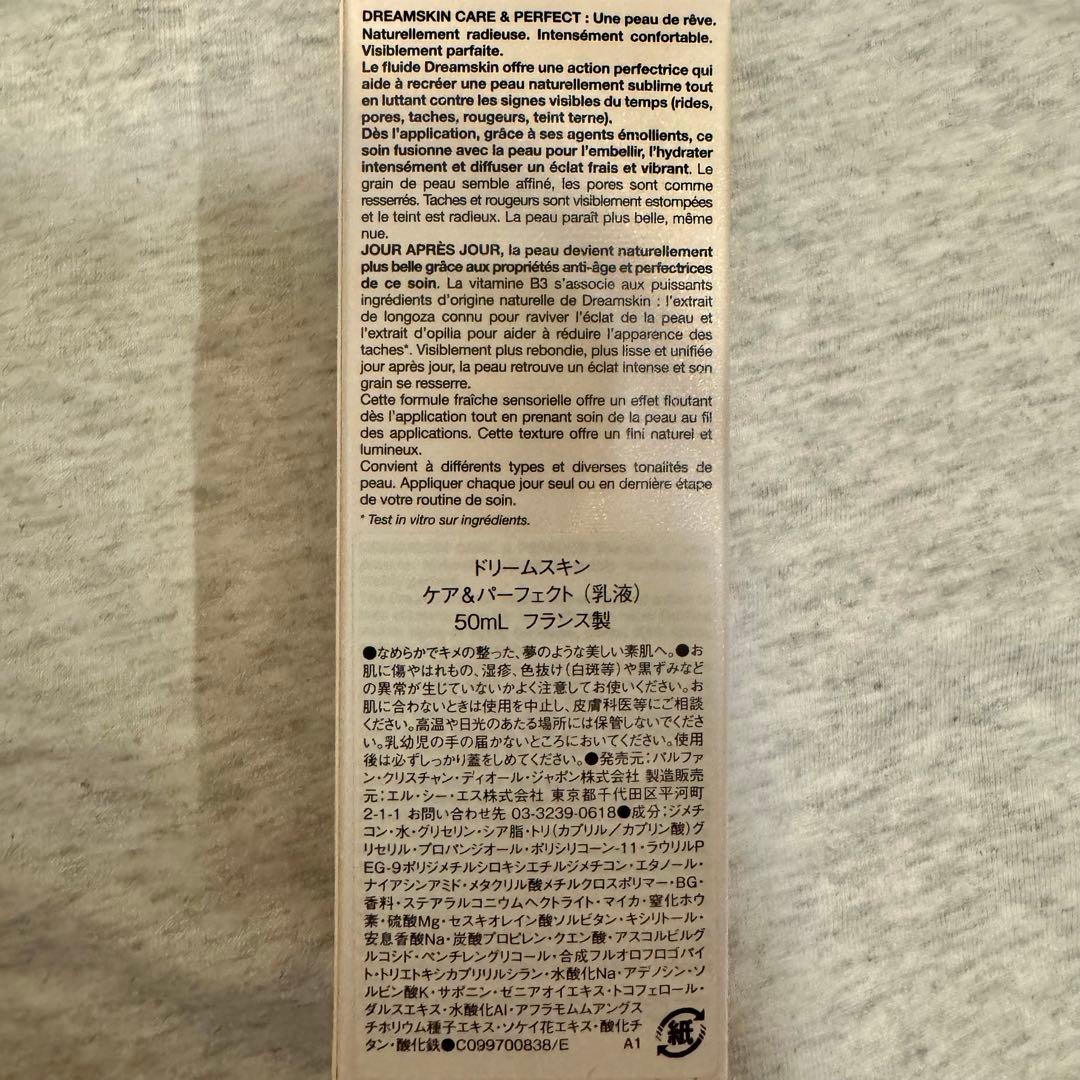 DREAMSKIN CARE & PERFECT : Une peau de rêve.
Naturellement radieuse. Intensément confortable.
Visiblement parfaite.
Le fluide Dreamskin offre une action perfectrice qui
aide à recréer une peau naturellement sublime tout
en luttant contre les signes visibles du temps (rides,
pores, taches, rougeurs, teint terne).
Dès l'application, grâce à ses agents émollients, ce
soin fusionne avec la peau pour l'embellir, l'hydrater
intensément et diffuser un éclat frais et vibrant. Le
grain de peau semble affiné, les pores sont comme
resserrés. Taches et rougeurs sont visiblement estompées
et le teint est radieux. La peau paraît plus belle, même
nue.
JOUR APRÈS JOUR, la peau devient naturellement
plus belle grâce aux propriétés anti-âge et perfectrices
de ce soin. La vitamine B3 s'associe aux puissants
ingrédients d'origine naturelle de Dreamskin : l'extrait
de longoza connu pour raviver l'éclat de la peau et
l'extrait d'opilia pour aider à réduire l'apparence des
taches*. Visiblement plus rebondie, plus lisse et unifiée
jour après jour, la peau retrouve un éclat intense et son
grain se resserre.
Cette formule fraîche sensorielle offre un effet floutant
dès l'application tout en prenant soin de la peau au fil
des applications. Cette texture offre un fini naturel et
lumineux.
Convient à différents types et diverses tonalités de
peau. Appliquer chaque jour seul ou en dernière étape
de votre routine de soin.
* Test in vitro sur ingrédients.
ドリームスキン
ケア&パーフェクト(乳液)
50mL フランス製
●なめらかでキメの整った、夢のような美しい素肌へ。●お
肌に傷やはれもの、湿疹、色抜け(白斑等)や黒ずみなど
の異常が生じていないかよく注意してお使いください。お
肌に合わないときは使用を中止し、皮膚科医等にご相談
ください。高温や日光のあたる場所には保管しないでくださ
い。乳幼児の手の届かないところにおいてください。使用
後は必ずしっかり蓋をしめてください。●発売元:パルファ
ン・クリスチャン・ディオール・ジャポン株式会社 製造販売
元:エル・シー・エス株式会社 東京都千代田区平河町
2-1-1 お問い合わせ先 03-3239-0618●成分:ジメチ
コン・水・グリセリン・シア脂・トリ(カプリル/カプリン酸)グ
リセリル・プロパンジオール・ポリシリコーン-11・ラウリルP
EG-9ポリジメチルシロキシエチルジメチコン・エタノール・
ナイアシンアミド・メタクリル酸メチルクロスポリマー・BG・
香料・ステアラルコニウムヘクトライト・マイカ・窒化ホウ
素・硫酸Mg・セスキオレイン酸ソルビタン・キシリトール・
安息香酸Na・炭酸プロピレン・クエン酸・アスコルビルグ
ルコシド・ペンチレングリコール・合成フルオロフロゴパイ
ト・トリエトキシカプリリルシラン・水酸化Na・アデノシン・ソ
ルビン酸K・サポニン・ゼニアオイエキス・トコフェロール・
ダルスエキス・水酸化Al・アフラモムムアングス
チホリウム種子エキス・ソケイ花エキス・酸化チ
タン・酸化鉄●C099700838/E A1
紙